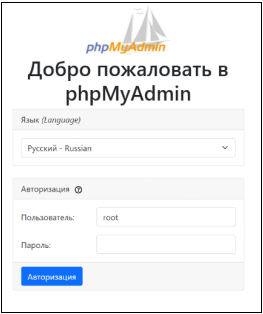 phpMyAdmin
Добро пожаловать в
phpMyAdmin
Язык (Language)
Русский - Russian
Авторизация
Пользователь: root
Пароль:
Авторизация